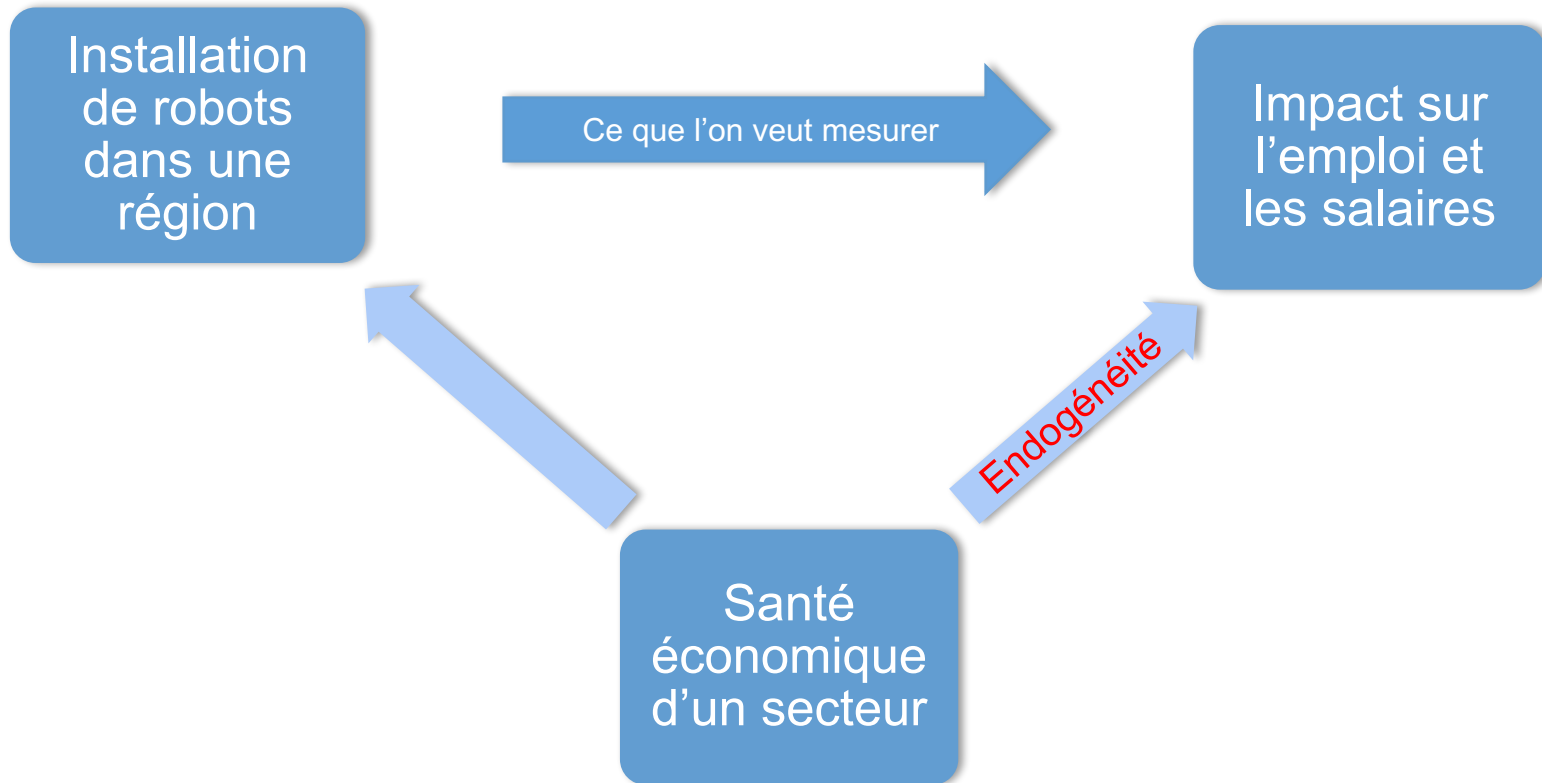 Installation
de robots
dans une
région
Ce que l’on veut mesurer
Impact sur
l’emploi et
les salaires
Endogénéité
Santé
économique
d’un secteur